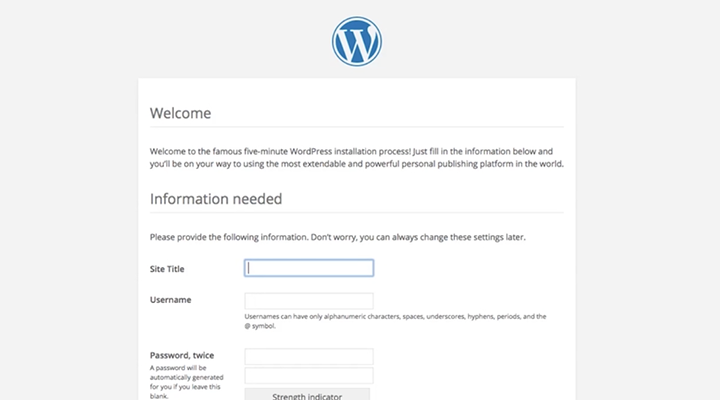 Welcome
Welcome to the famous five-minute WordPress installation process! Just fill in the information below and
you'll be on your way to using the most extendable and powerful personal publishing platform in the world.
Information needed
Please provide the following information. Don't worry, you can always change these settings later.
Site Title
Username
Usernames can have only alphanumeric characters, spaces, underscores, hyphens, periods, and the
@ symbol.
Password, twice
A password will be
automatically generated
for you if you leave this
blank.
Strength indicator